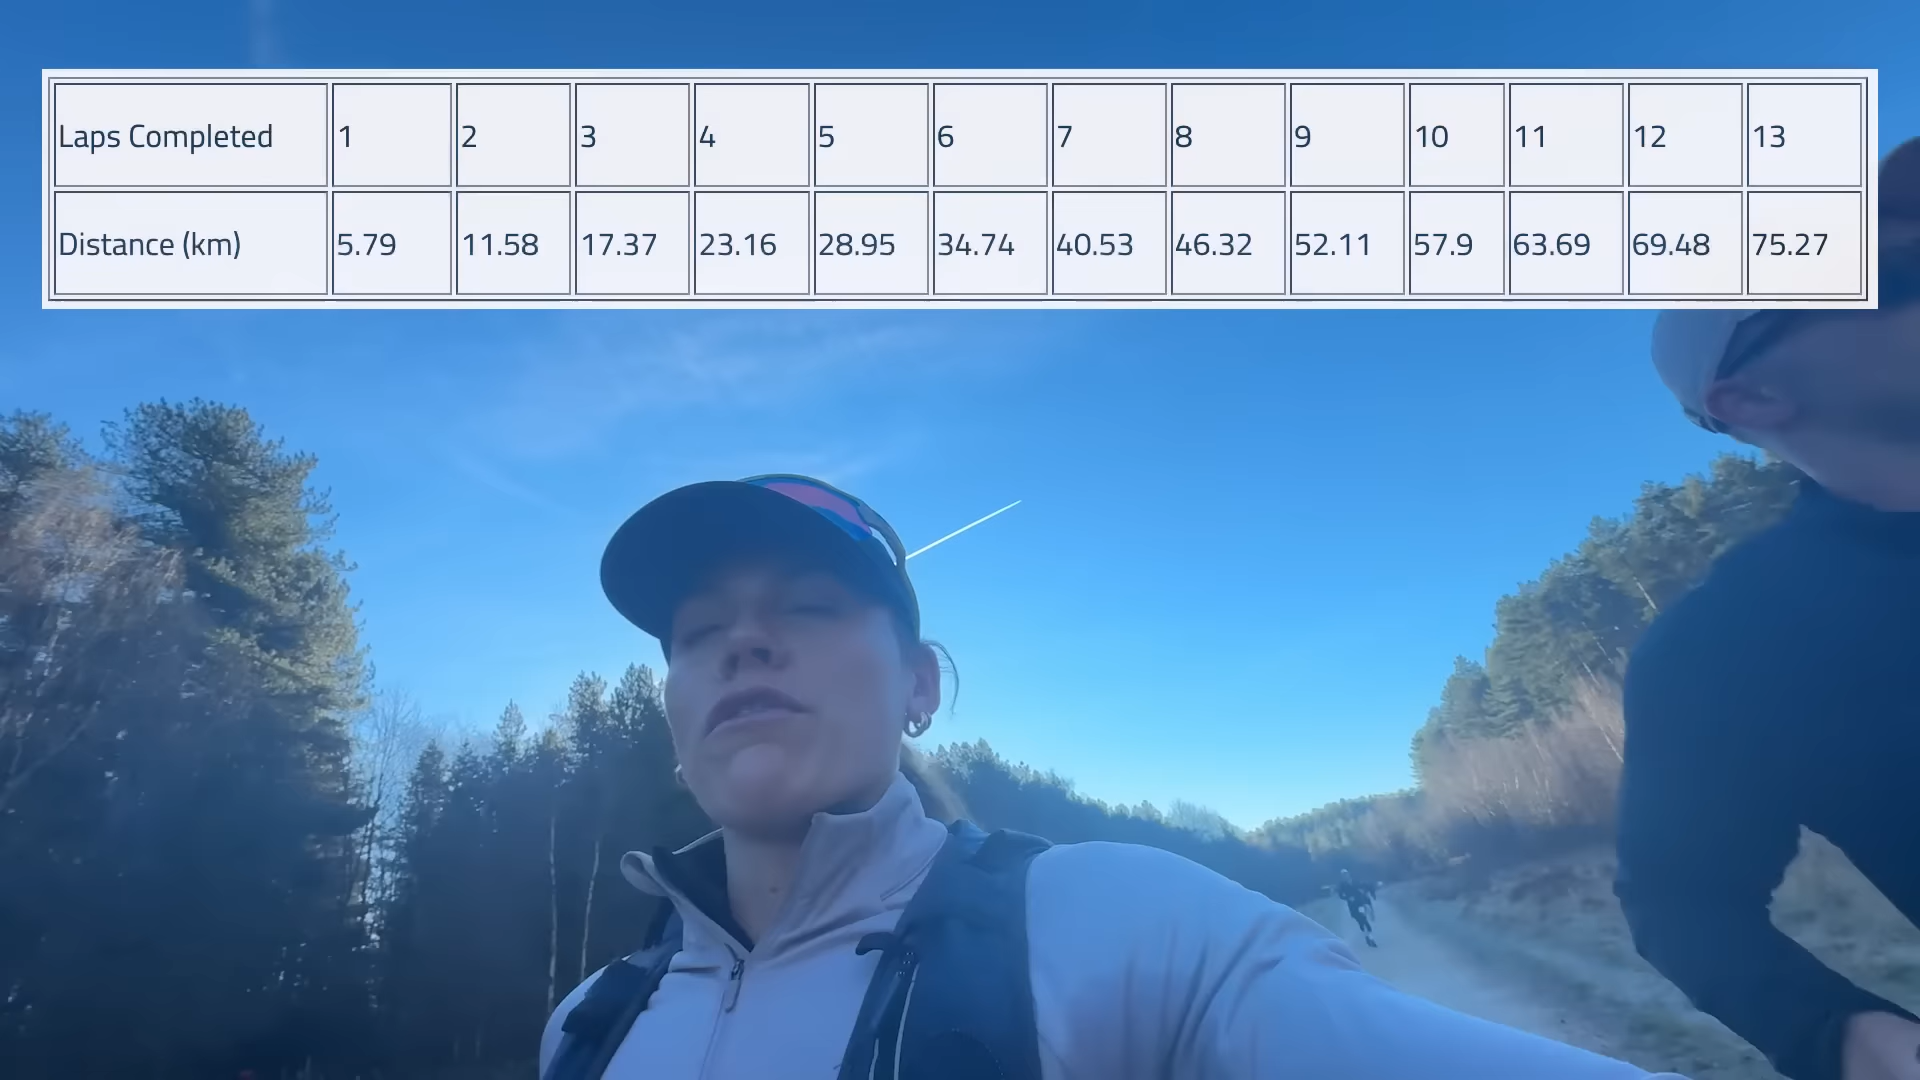 Laps Completed 1 2 3 4 5 6 7 8 9 10 11 12 13
Distance (km) 5.79 11.58 17.37 23.16 28.95 34.74 40.53 46.32 52.11 57.9 63.69 69.48 75.27